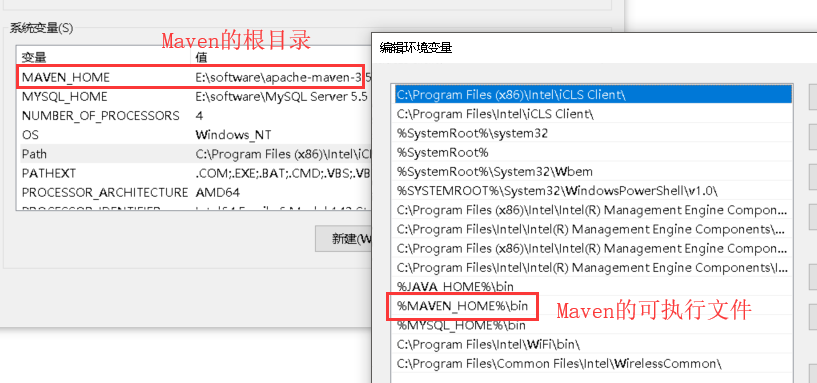 系统变量(S)
Maven的根目录
变量 值
MAVEN_HOME E:\software\apache-maven-3.5
MYSQL_HOME E:\software\MySQL Server 5.5
NUMBER_OF_PROCESSORS 4
OS Windows_NT
Path C:\Program Files (x86)\Intel\iC
PATHEXT .COM;.EXE;.BAT;.CMD;.VBS;.VB
PROCESSOR_ARCHITECTURE AMD64
新建(W
编辑环境变量
C:\Program Files (x86)\Intel\iCLS Client\
C:\Program Files\Intel\iCLS Client\
%SystemRoot%\system32
%SystemRoot%
%SystemRoot%\System32\Wbem
%SYSTEMROOT%\System32\WindowsPowerShell\v1.0\
C:\Program Files (x86)\Intel\Intel(R) Management Engine Compon...
C:\Program Files\Intel\Intel(R) Management Engine Components\...
C:\Program Files (x86)\Intel\Intel(R) Management Engine Compon...
C:\Program Files\Intel\Intel(R) Management Engine Components\I...
%JAVA_HOME%\bin
%MAVEN_HOME%\bin
Maven的可执行文件
%MYSQL_HOME%\bin
C:\Program Files\Intel\WiFi\bin\
C:\Program Files\Common Files\Intel\WirelessCommon\